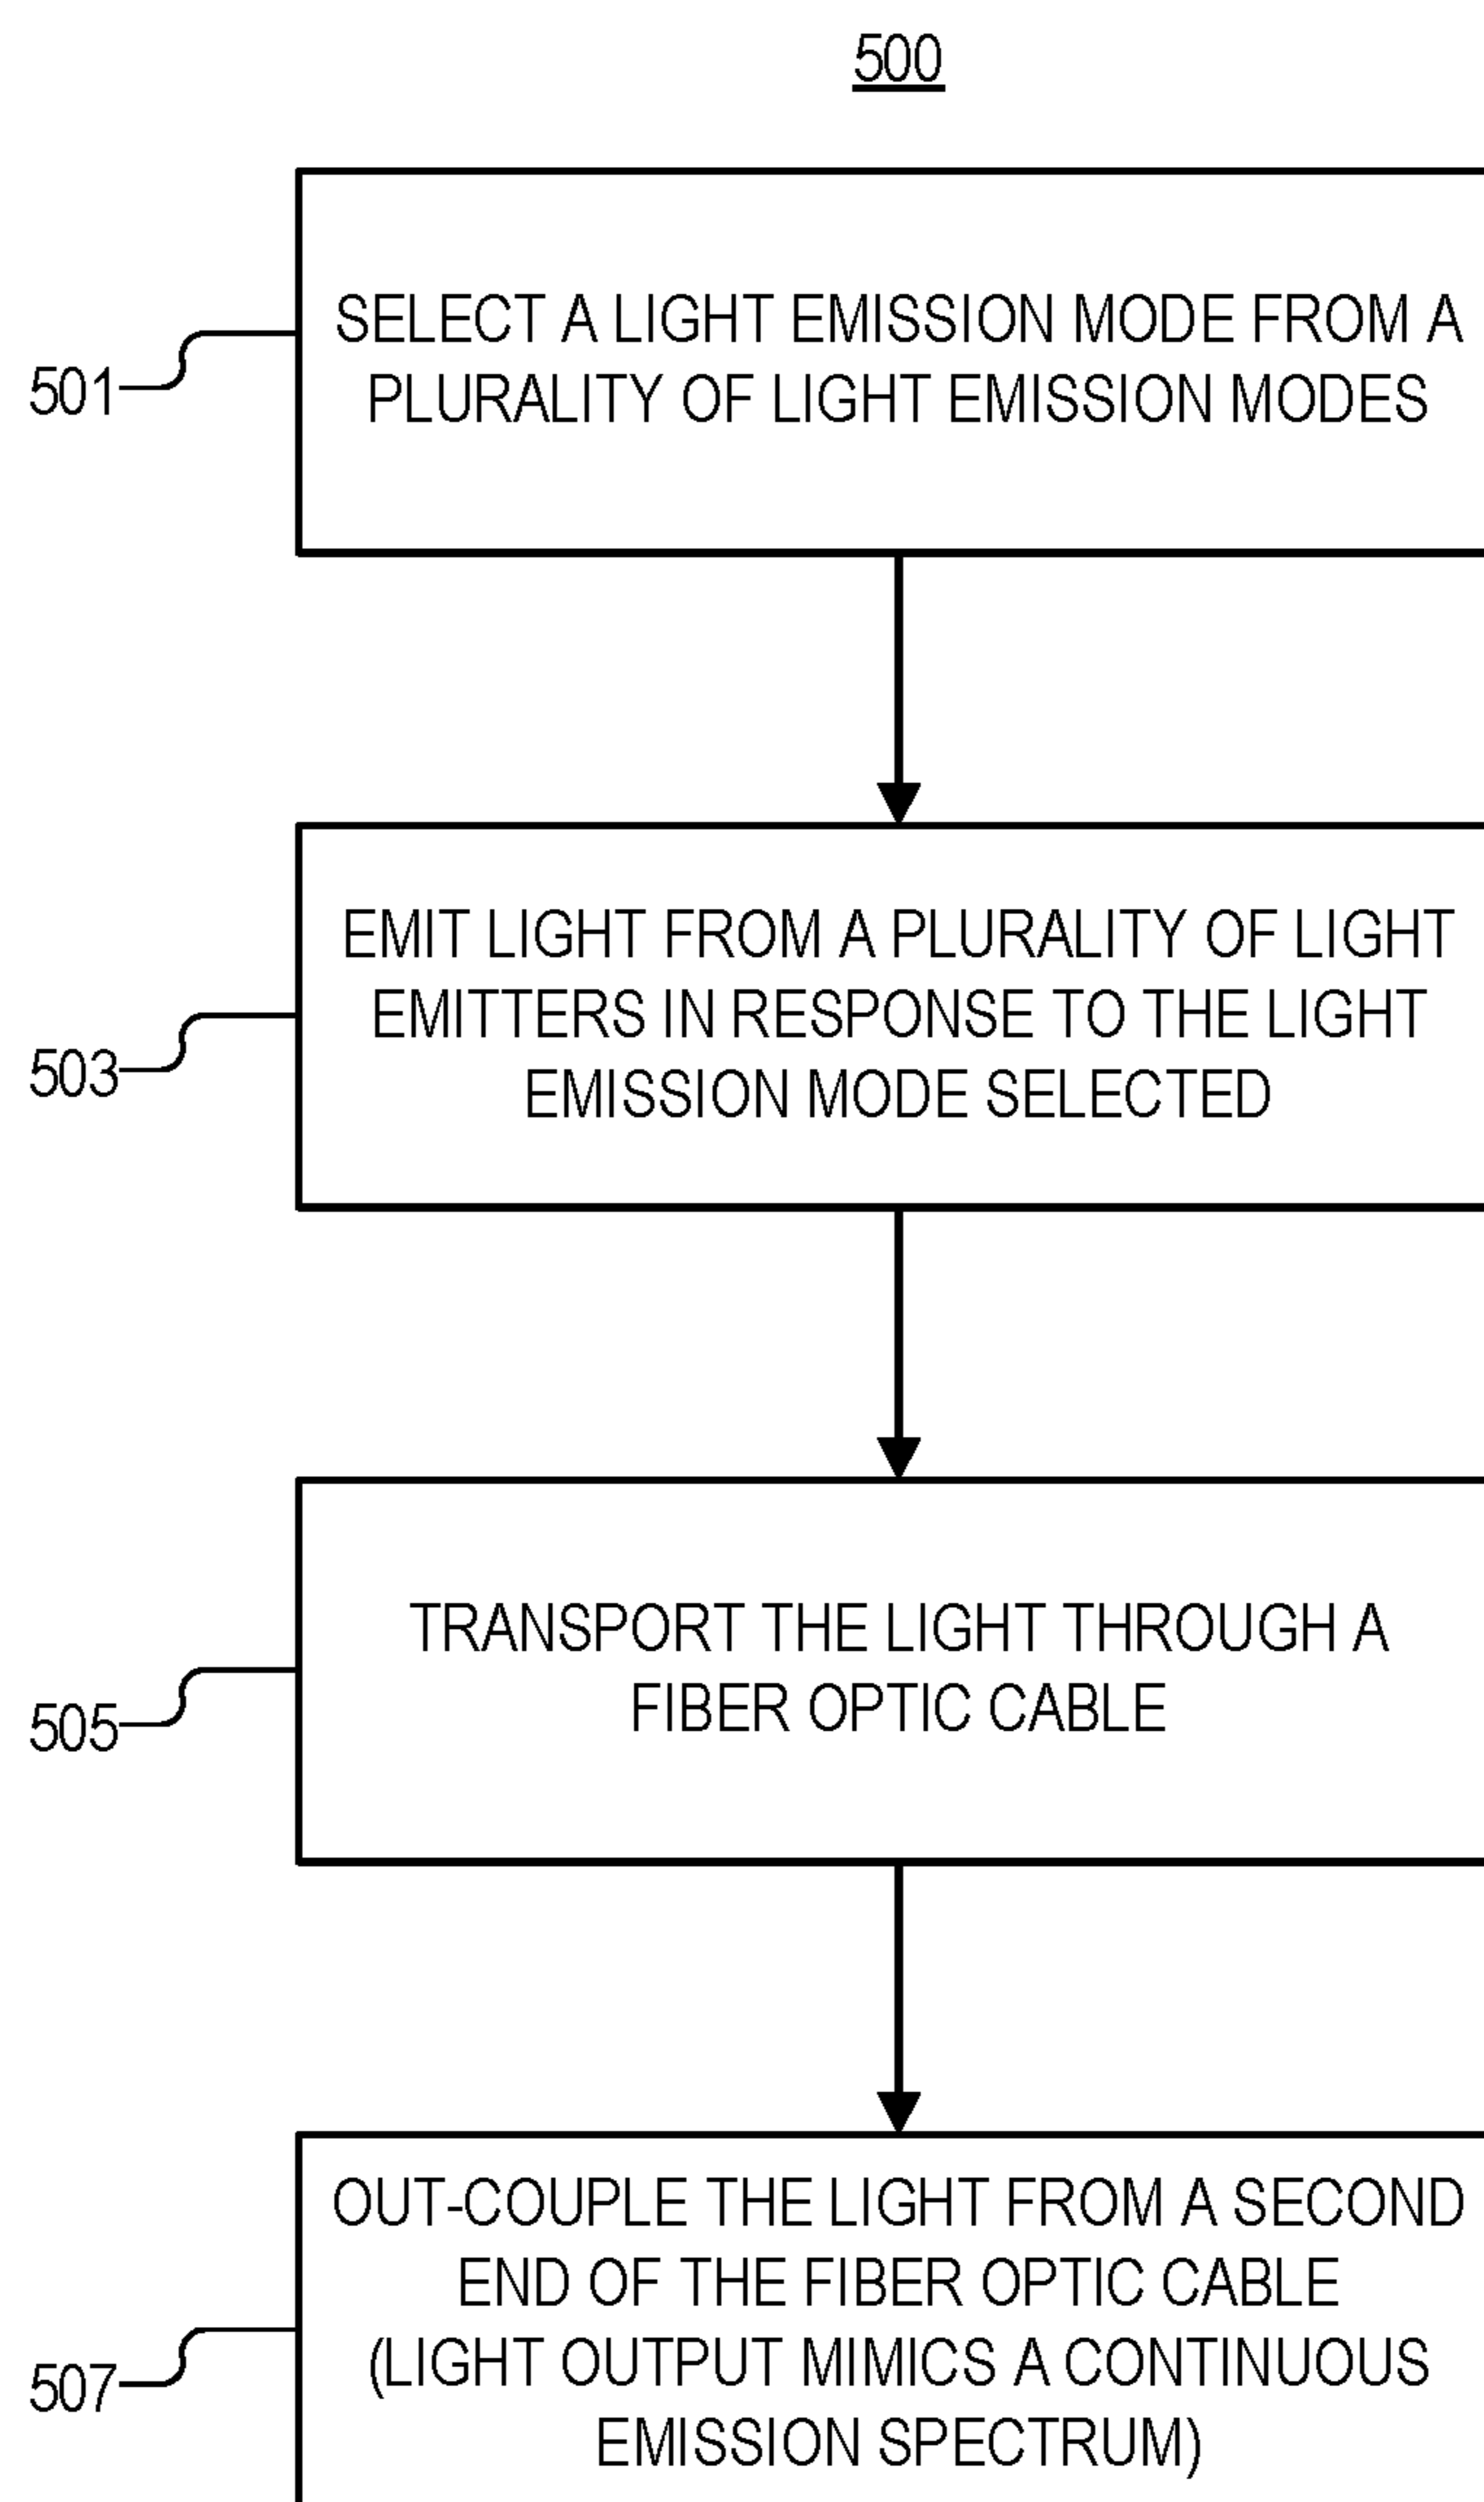 500
SELECT A LIGHT EMISSION MODE FROM A
PLURALITY OF LIGHT EMISSION MODES
501
EMIT LIGHT FROM A PLURALITY OF LIGHT
EMITTERS IN RESPONSE TO THE LIGHT
EMISSION MODE SELECTED
503
TRANSPORT THE LIGHT THROUGH A
FIBER OPTIC CABLE
505
OUT-COUPLE THE LIGHT FROM A SECOND
END OF THE FIBER OPTIC CABLE
(LIGHT OUTPUT MIMICS A CONTINUOUS
EMISSION SPECTRUM)
507